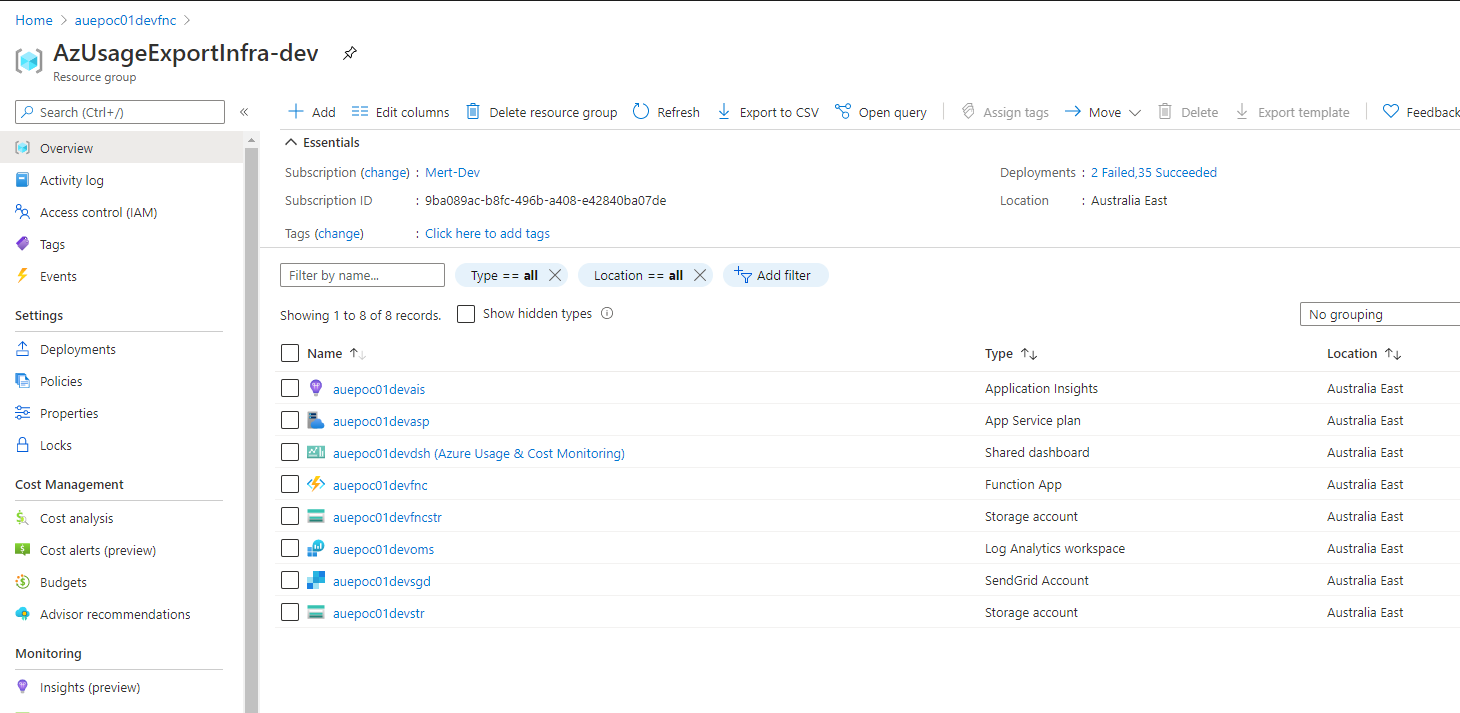 Home > auepoc01devfnc >
AzUsageExportInfra-dev
Resource group
Search (Ctrl+/)
«
Overview
Activity log
Access control (IAM)
Tags
Events
Settings
Deployments
Policies
Properties
Locks
Cost Management
Cost analysis
Cost alerts (preview)
Budgets
Advisor recommendations
Monitoring
Insights (preview)
Add Edit columns Delete resource group Refresh Export to CSV Open query Assign tags Move Delete Export template Feedback
Essentials
Subscription (change) : Mert-Dev Deployments : 2 Failed,35 Succeeded
Subscription ID : 9ba089ac-b8fc-496b-a408-e42840ba07de Location : Australia East
Tags (change) : Click here to add tags
Filter by name... Type == all Location == all Add filter
Showing 1 to 8 of 8 records. Show hidden types No grouping
Name Type Location
auepoc01devais Application Insights Australia East
auepoc01devasp App Service plan Australia East
auepoc01devdsh (Azure Usage & Cost Monitoring) Shared dashboard Australia East
auepoc01devfnc Function App Australia East
auepoc01devfncstr Storage account Australia East
auepoc01devoms Log Analytics workspace Australia East
auepoc01devsgd SendGrid Account Australia East
auepoc01devstr Storage account Australia East